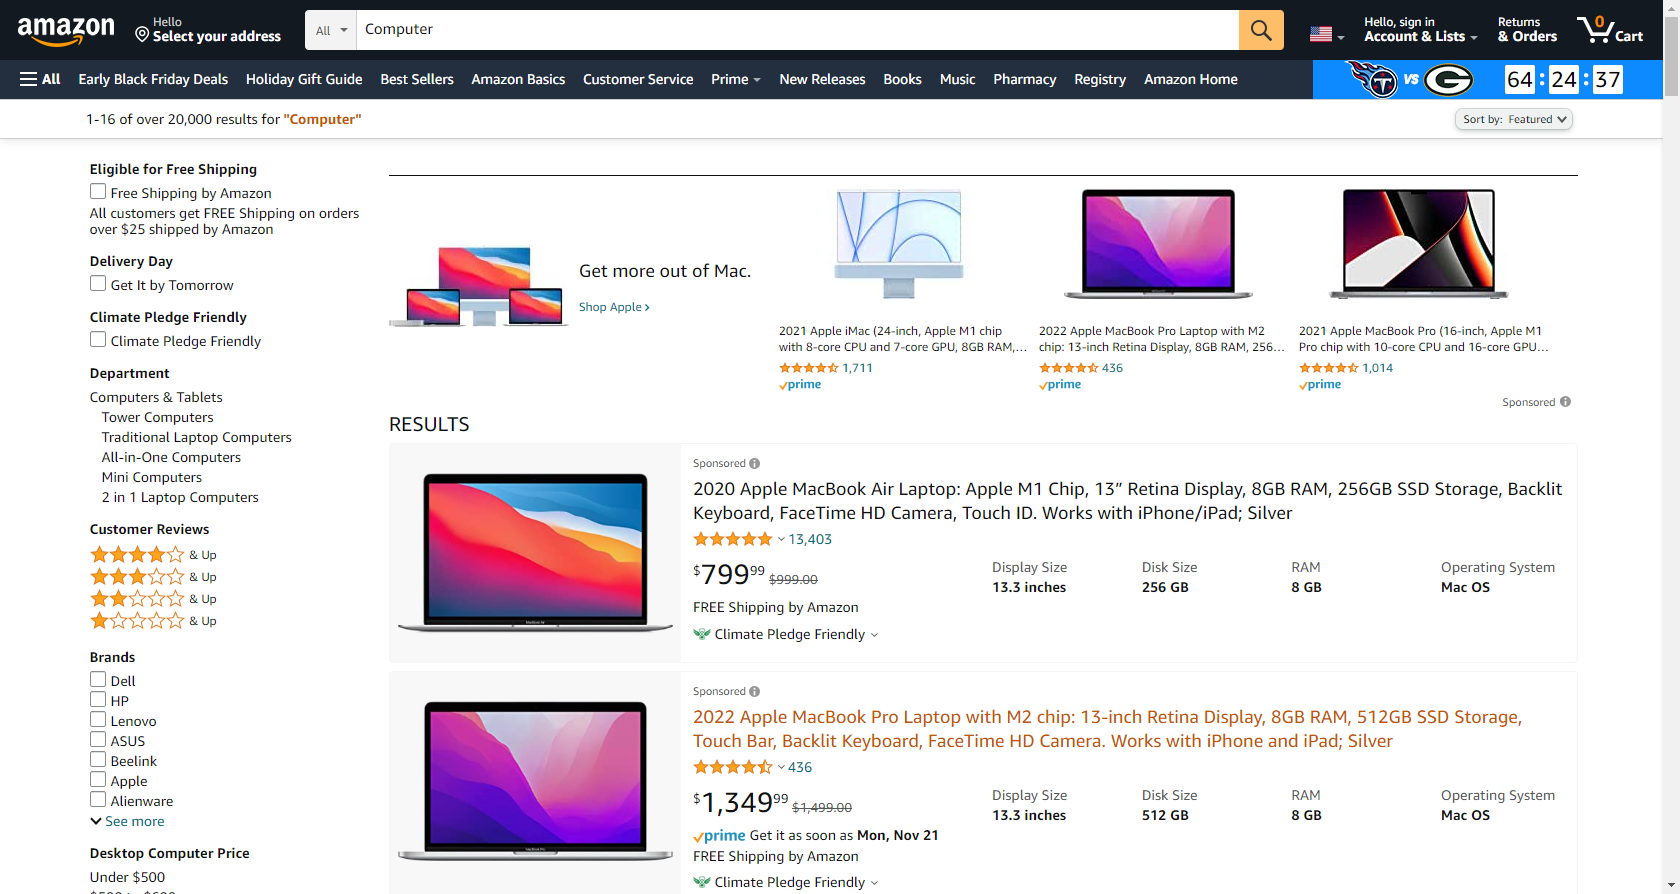 amazon
Hello
Select your address
All
Computer
Hello, sign in
Account & Lists
Returns
& Orders
0
Cart
All
Early Black Friday Deals
Holiday Gift Guide
Best Sellers
Amazon Basics
Customer Service
Prime
New Releases
Books
Music
Pharmacy
Registry
Amazon Home
T
VS
G
64 : 24 : 37
1-16 of over 20,000 results for "Computer"
Sort by: Featured
Eligible for Free Shipping
Free Shipping by Amazon
All customers get FREE Shipping on orders
over $25 shipped by Amazon
Delivery Day
Get It by Tomorrow
Climate Pledge Friendly
Climate Pledge Friendly
Department
Computers & Tablets
Tower Computers
Traditional Laptop Computers
All-in-One Computers
Mini Computers
2 in 1 Laptop Computers
Customer Reviews
& Up
& Up
& Up
& Up
Brands
Dell
HP
Lenovo
ASUS
Beelink
Apple
Alienware
See more
Desktop Computer Price
Under $500
Get more out of Mac.
Shop Apple ›
2021 Apple iMac (24-inch, Apple M1 chip
with 8-core CPU and 7-core GPU, 8GB RAM,...
1,711
prime
2022 Apple MacBook Pro Laptop with M2
chip: 13-inch Retina Display, 8GB RAM, 256...
436
prime
2021 Apple MacBook Pro (16-inch, Apple M1
Pro chip with 10-core CPU and 16-core GPU...
1,014
prime
Sponsored
RESULTS
Sponsored
2020 Apple MacBook Air Laptop: Apple M1 Chip, 13” Retina Display, 8GB RAM, 256GB SSD Storage, Backlit
Keyboard, FaceTime HD Camera, Touch ID. Works with iPhone/iPad; Silver
13,403
$799.99 $999.00
FREE Shipping by Amazon
Climate Pledge Friendly
Display Size
13.3 inches
Disk Size
256 GB
RAM
8 GB
Operating System
Mac OS
Sponsored
2022 Apple MacBook Pro Laptop with M2 chip: 13-inch Retina Display, 8GB RAM, 512GB SSD Storage,
Touch Bar, Backlit Keyboard, FaceTime HD Camera. Works with iPhone and iPad; Silver
436
$1,349.99 $1,499.00
prime Get it as soon as Mon, Nov 21
FREE Shipping by Amazon
Climate Pledge Friendly
Display Size
13.3 inches
Disk Size
512 GB
RAM
8 GB
Operating System
Mac OS